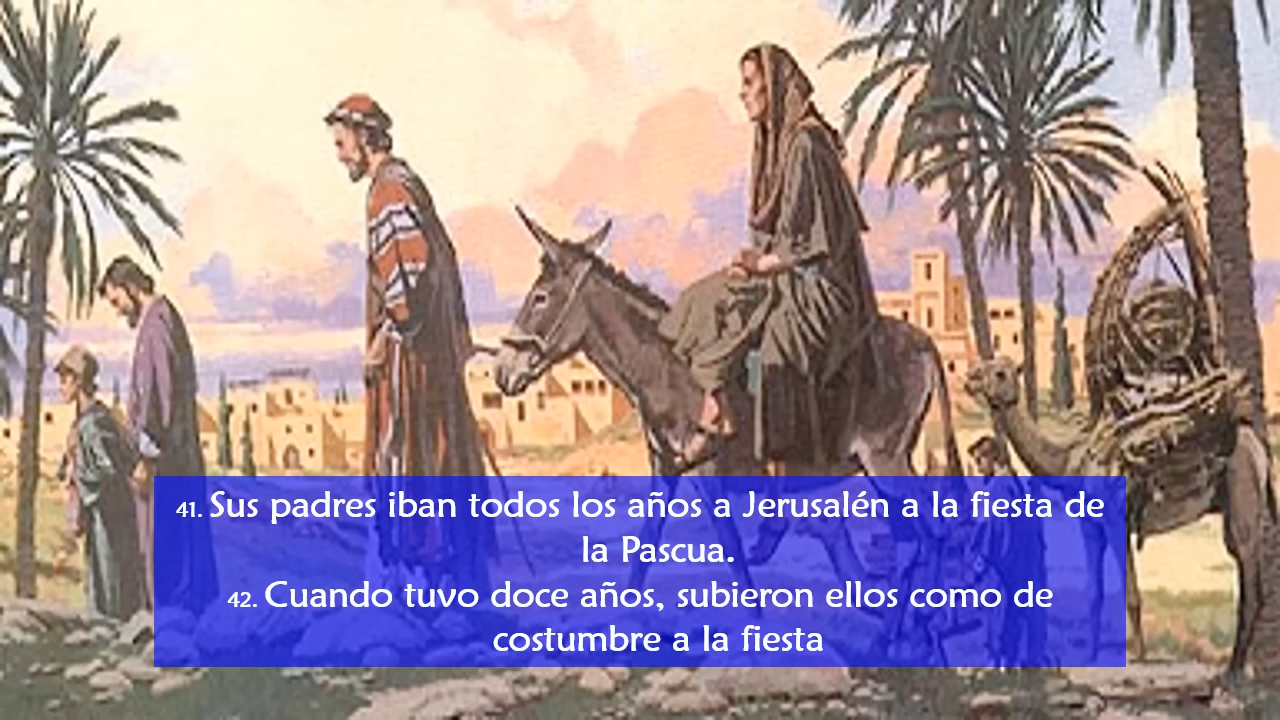 41. Sus padres iban todos los años a Jerusalén a la fiesta de
la Pascua.
42. Cuando tuvo doce años, subieron ellos como de
costumbre a la fiesta